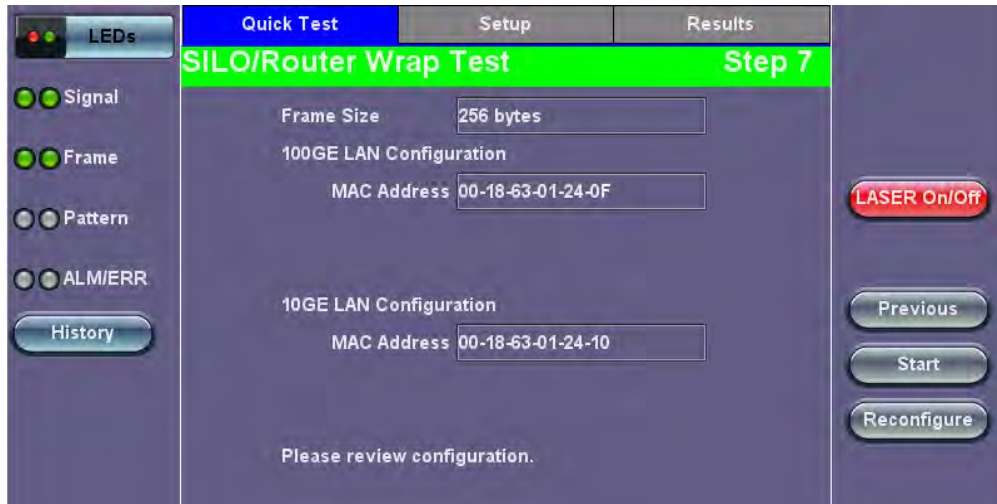 LEDs
Quick Test
Setup
Results
SILO/Router Wrap Test
Step 7
Signal
Frame
Pattern
ALM/ERR
History
Frame Size
256 bytes
100GE LAN Configuration
MAC Address
00-18-63-01-24-0F
10GE LAN Configuration
MAC Address
00-18-63-01-24-10
Please review configuration.
LASER On/Off
Previous
Start
Reconfigure